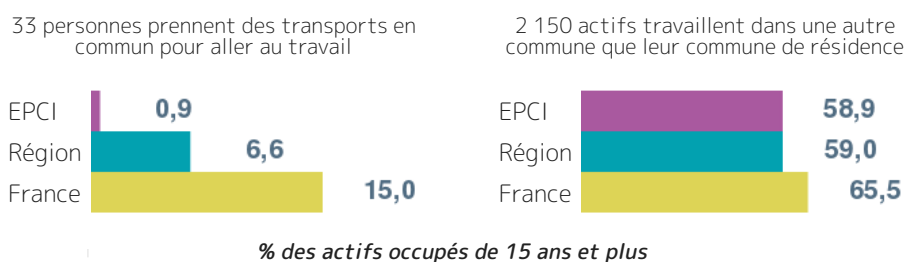 33 personnes prennent des transports en
commun pour aller au travail
EPCI 0,9
Région 6,6
France 15,0
2 150 actifs travaillent dans une autre
commune que leur commune de résidence
EPCI 58,9
Région 59,0
France 65,5
% des actifs occupés de 15 ans et plus